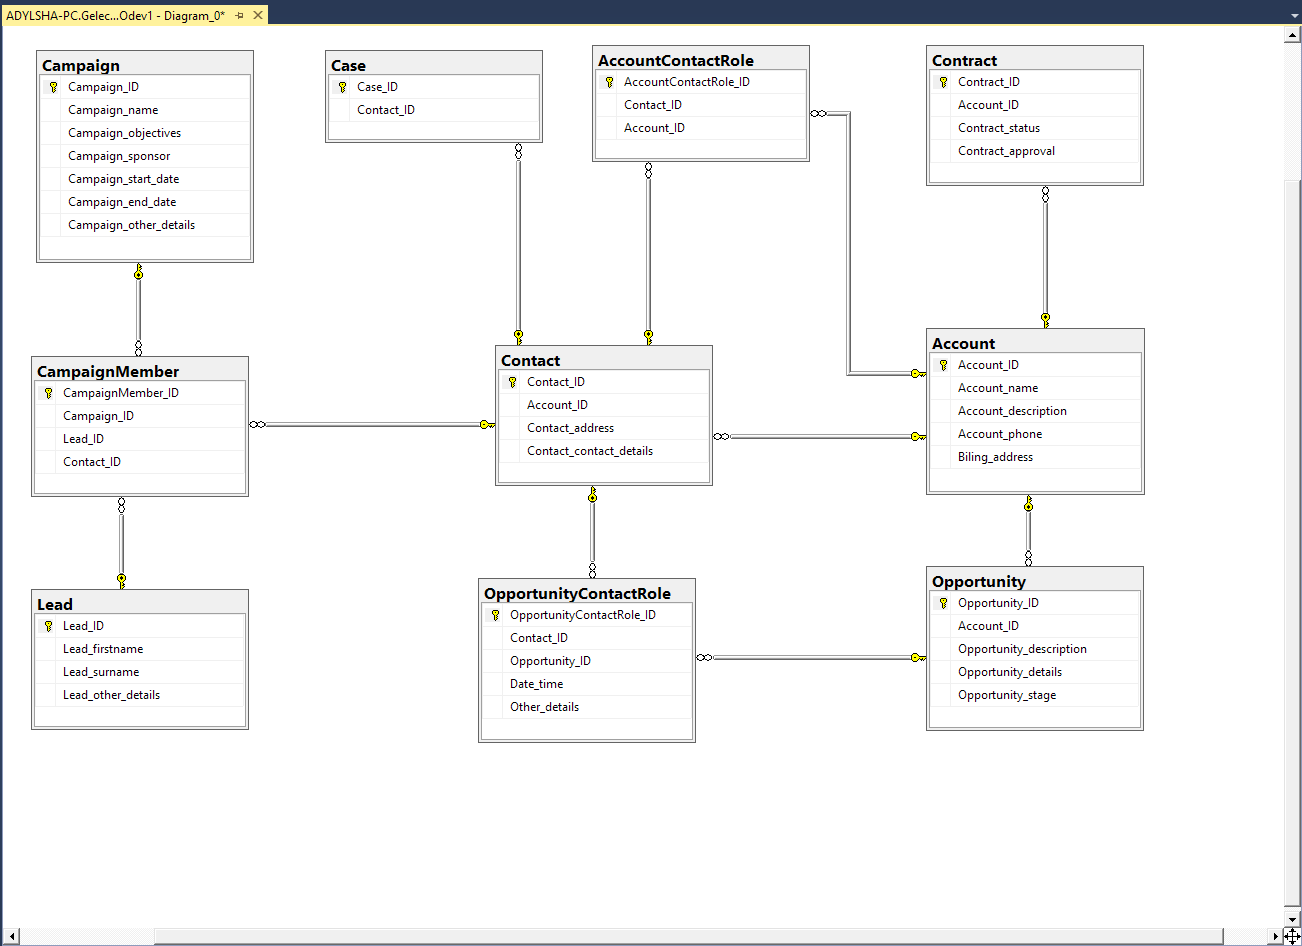 ADYLSHA-PC.Gelec...Odev1 - Diagram_0*
Campaign
Campaign_ID
Campaign_name
Campaign_objectives
Campaign_sponsor
Campaign_start_date
Campaign_end_date
Campaign_other_details
Case
Case_ID
Contact_ID
AccountContactRole
AccountContactRole_ID
Contact_ID
Account_ID
Contract
Contract_ID
Account_ID
Contract_status
Contract_approval
CampaignMember
CampaignMember_ID
Campaign_ID
Lead_ID
Contact_ID
Contact
Contact_ID
Account_ID
Contact_address
Contact_contact_details
Account
Account_ID
Account_name
Account_description
Account_phone
Biling_address
Lead
Lead_ID
Lead_firstname
Lead_surname
Lead_other_details
OpportunityContactRole
OpportunityContactRole_ID
Contact_ID
Opportunity_ID
Date_time
Other_details
Opportunity
Opportunity_ID
Account_ID
Opportunity_description
Opportunity_details
Opportunity_stage